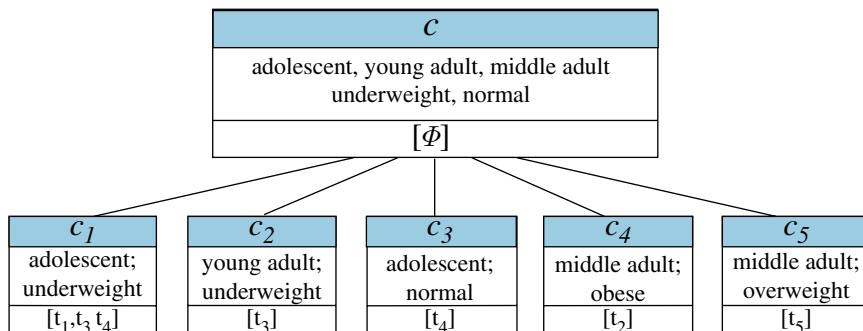 c
adolescent, young adult, middle adult
underweight, normal
[Φ]
c1
adolescent;
underweight
[t1,t3 t4]
c2
young adult;
underweight
[t3]
c3
adolescent;
normal
[t4]
c4
middle adult;
obese
[t2]
c5
middle adult;
overweight
[t5]